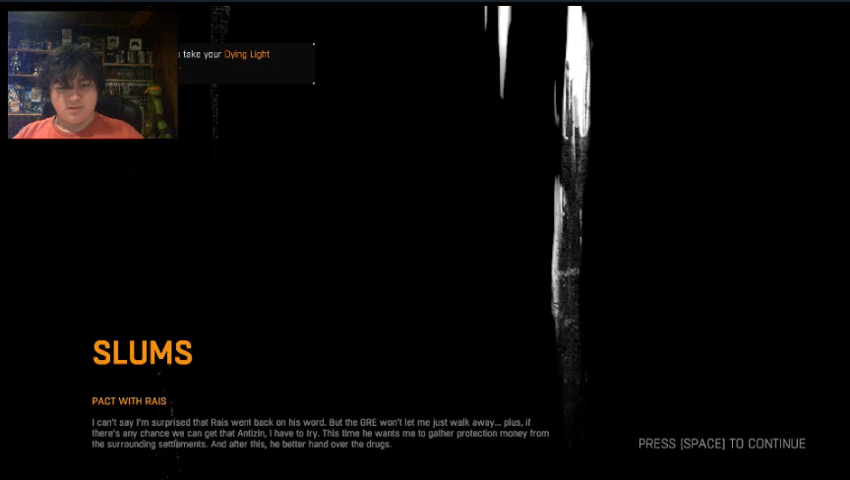 take your Dying Light
SLUMS
PACT WITH RAIS
I can't say I'm surprised that Rais went back on his word. But the GRE won't let me just walk away... plus, if
there's any chance we can get that Antizin, I have to try. This time he wants me to gather protection money from
the surrounding settlements. And after this, he better hand over the drugs.
PRESS [SPACE] TO CONTINUE